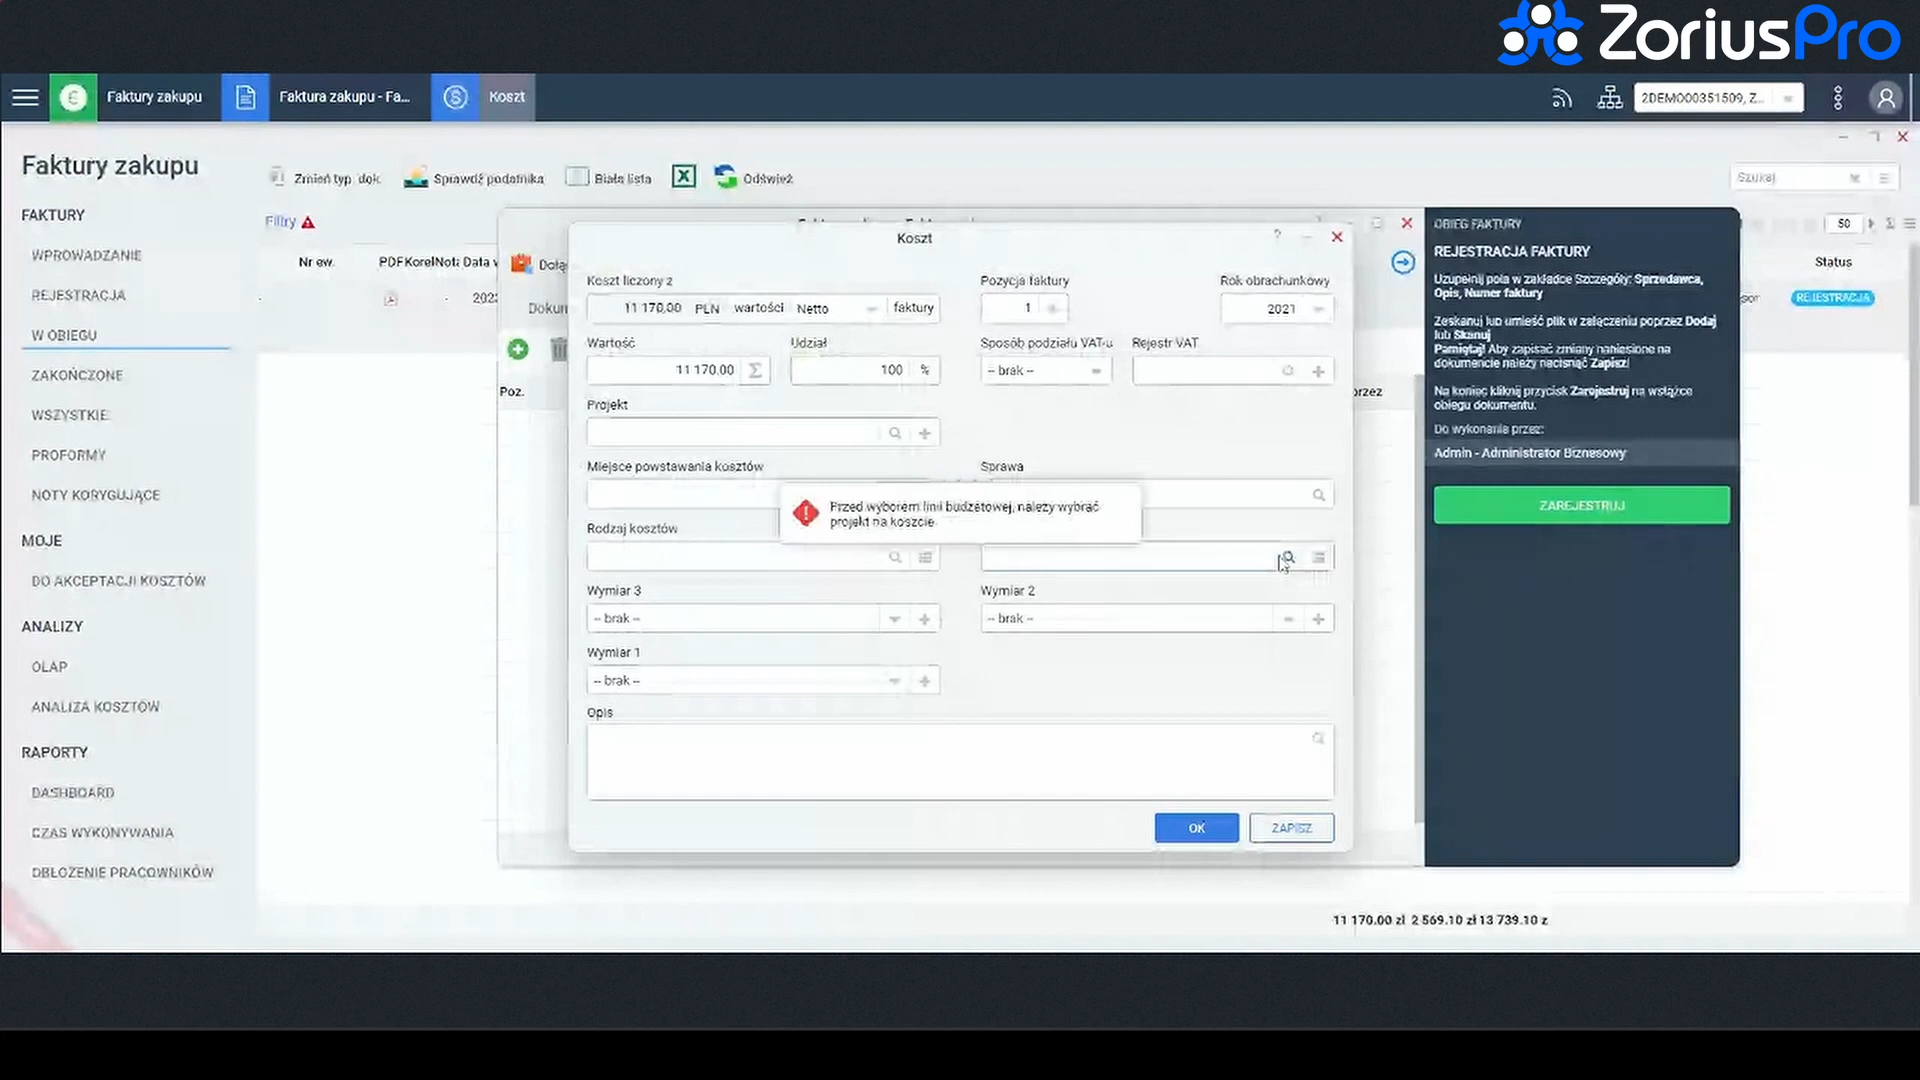 ZoriusPro
Faktury zakupu
Faktura zakupu - Fa...
Koszt
2DEMO00351509, Z...
Faktury zakupu
Zmień typ. dok.
Sprawdź podatnika
Biała lista
Odśwież
Szukaj
FAKTURY
WPROWADZANIE
REJESTRACJA
W OBIEGU
ZAKOŃCZONE
WSZYSTKIE
PROFORMY
NOTY KORYGUJĄCE
MOJE
DO AKCEPTACJI KOSZTÓW
ANALIZY
OLAP
ANALIZA KOSZTÓW
RAPORTY
DASHBOARD
CZAS WYKONYWANIA
OBŁOŻENIE PRACOWNIKÓW
Filtry
50
Nr ew.
PDF
Korel
Nota
Data w
Status
202
REJESTRACJA
Dokun
Poz.
przez
Koszt
Koszt liczony z
Pozycja faktury
Rok obrachunkowy
11 170.00 PLN wartości Netto faktury
1
2021
Wartość
Udział
Sposób podziału VAT-u
Rejestr VAT
11 170.00
100 %
-- brak --
Projekt
Miejsce powstawania kosztów
Sprawa
Przed wyborem linii budżetowej, należy wybrać
projekt na koszcie
Rodzaj kosztów
Wymiar 3
Wymiar 2
-- brak --
-- brak --
Wymiar 1
-- brak --
Opis
OK
ZAPISZ
OBIEG FAKTURY
REJESTRACJA FAKTURY
Uzupełnij pola w zakładce Szczegóły: Sprzedawca,
Opis, Numer faktury
Zeskanuj lub umieść plik w załączeniu poprzez Dodaj
lub Skanuj
Pamiętaj! Aby zapisać zmiany naniesione na
dokumencie należy nacisnąć Zapisz!
Na koniec kliknij przycisk Zarejestruj na wstążce
obiegu dokumentu.
Do wykonania przez:
Admin - Administrator Biznesowy
ZAREJESTRUJ
11 170.00 zł 2 569.10 zł 13 739.10 z